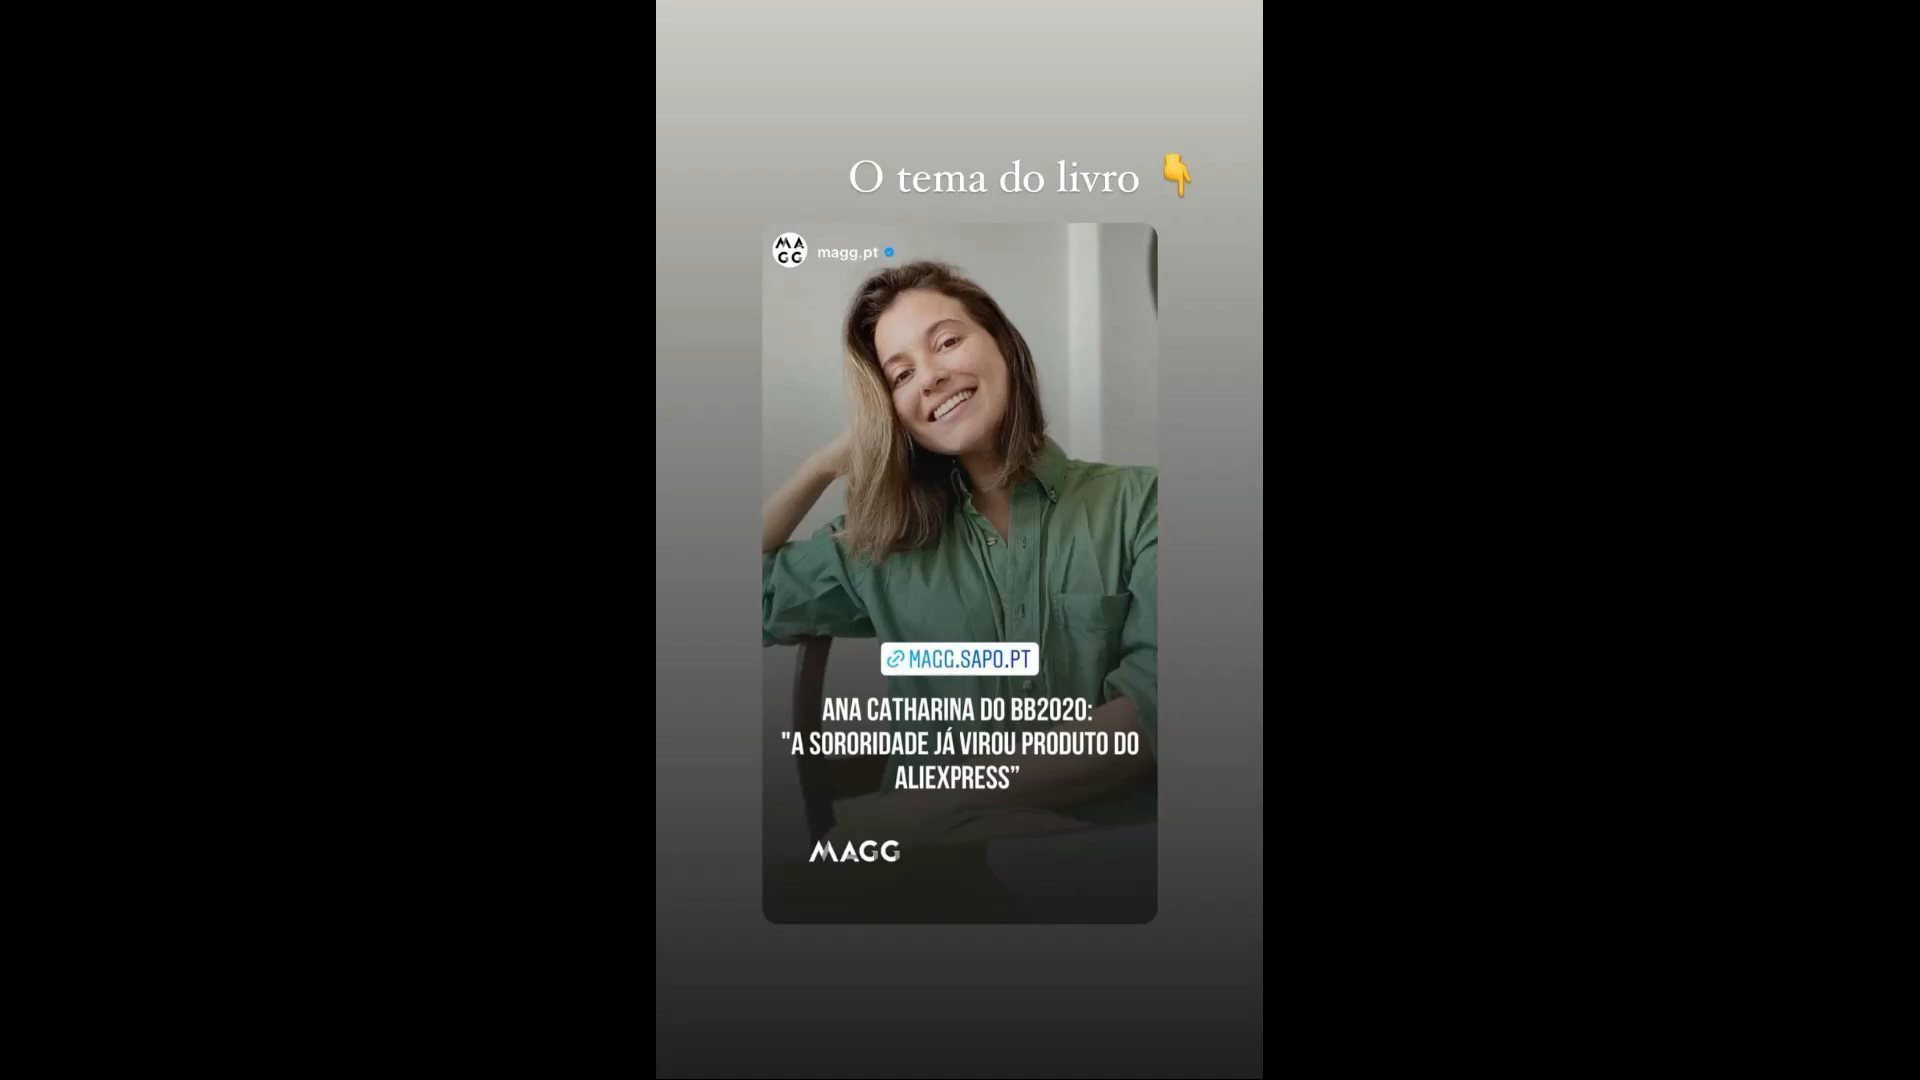 O tema do livro 👇
MAGG
magg.pt
MAGG.SAPO.PT
ANA CATHARINA DO BB2020:
"A SORORIDADE JÁ VIROU PRODUTO DO
ALIEXPRESS”
MAGG